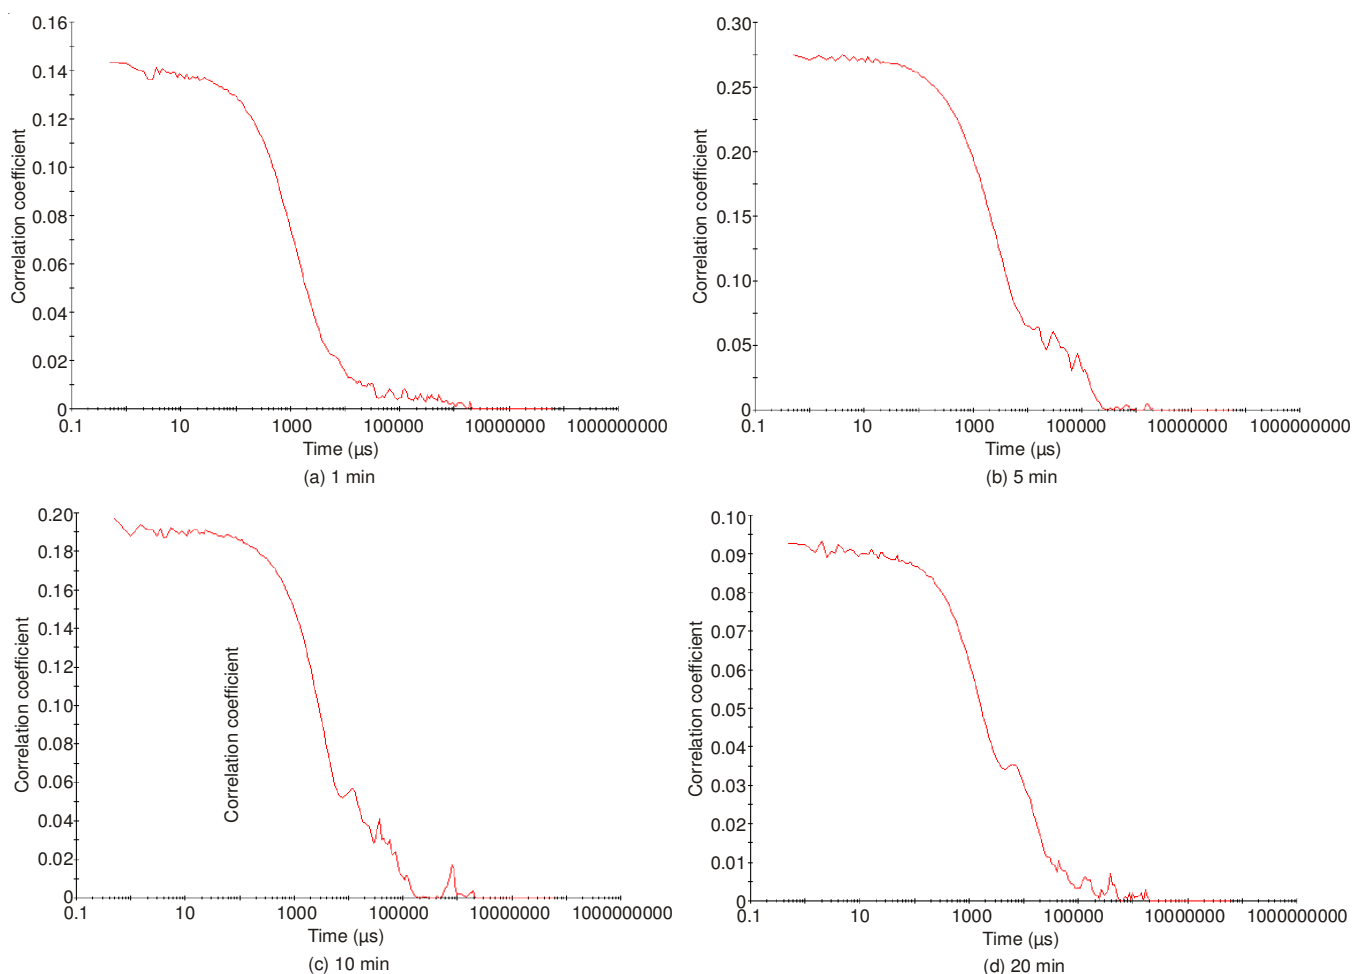 0.16
0.14
0.12
0.10
0.08
0.06
0.04
0.02
0
Correlation coefficient
0.1 10 1000 100000 10000000 1000000000
Time (µs)
(a) 1 min
0.30
0.25
0.20
0.15
0.10
0.05
0
Correlation coefficient
0.1 10 1000 100000 10000000 1000000000
Time (µs)
(b) 5 min
0.20
0.18
0.16
0.14
0.12
0.10
0.08
0.06
0.04
0.02
0
Correlation coefficient
Correlation coefficient
0.1 10 1000 100000 10000000 1000000000
Time (µs)
(c) 10 min
0.10
0.09
0.08
0.07
0.06
0.05
0.04
0.03
0.02
0.01
0
Correlation coefficient
0.1 10 1000 100000 10000000 1000000000
Time (µs)
(d) 20 min